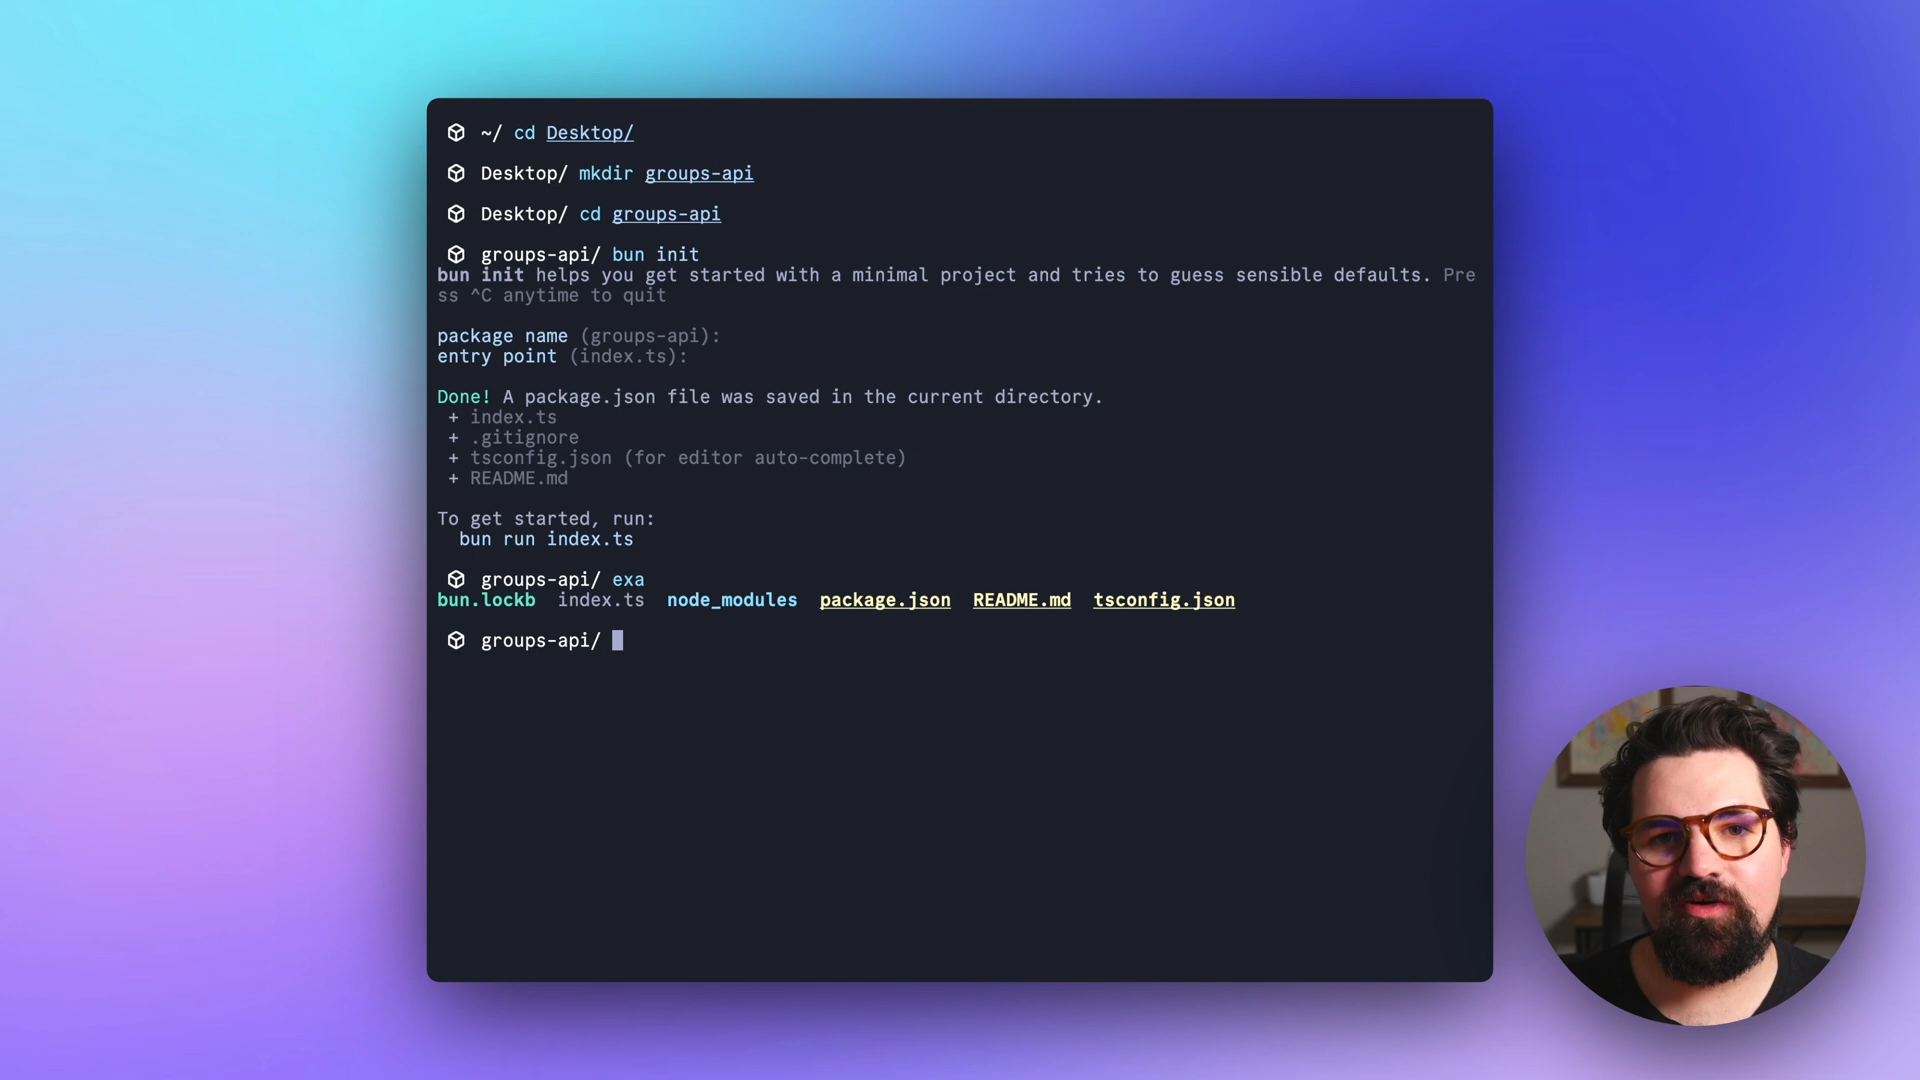 ~/ cd Desktop/
Desktop/ mkdir groups-api
Desktop/ cd groups-api
groups-api/ bun init
bun init helps you get started with a minimal project and tries to guess sensible defaults. Pre
ss ^C anytime to quit
package name (groups-api):
entry point (index.ts):
Done! A package.json file was saved in the current directory.
+ index.ts
+ .gitignore
+ tsconfig.json (for editor auto-complete)
+ README.md
To get started, run:
bun run index.ts
groups-api/ exa
bun.lockb index.ts node_modules package.json README.md tsconfig.json
groups-api/